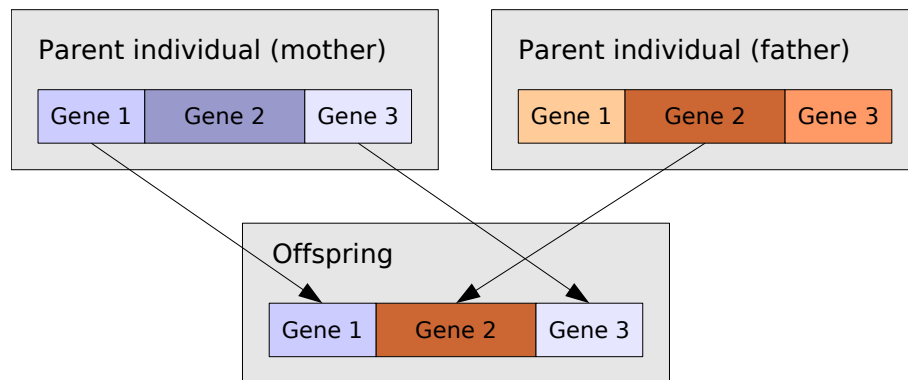 Parent individual (mother)
Gene 1 Gene 2 Gene 3
Parent individual (father)
Gene 1 Gene 2 Gene 3
Offspring
Gene 1 Gene 2 Gene 3